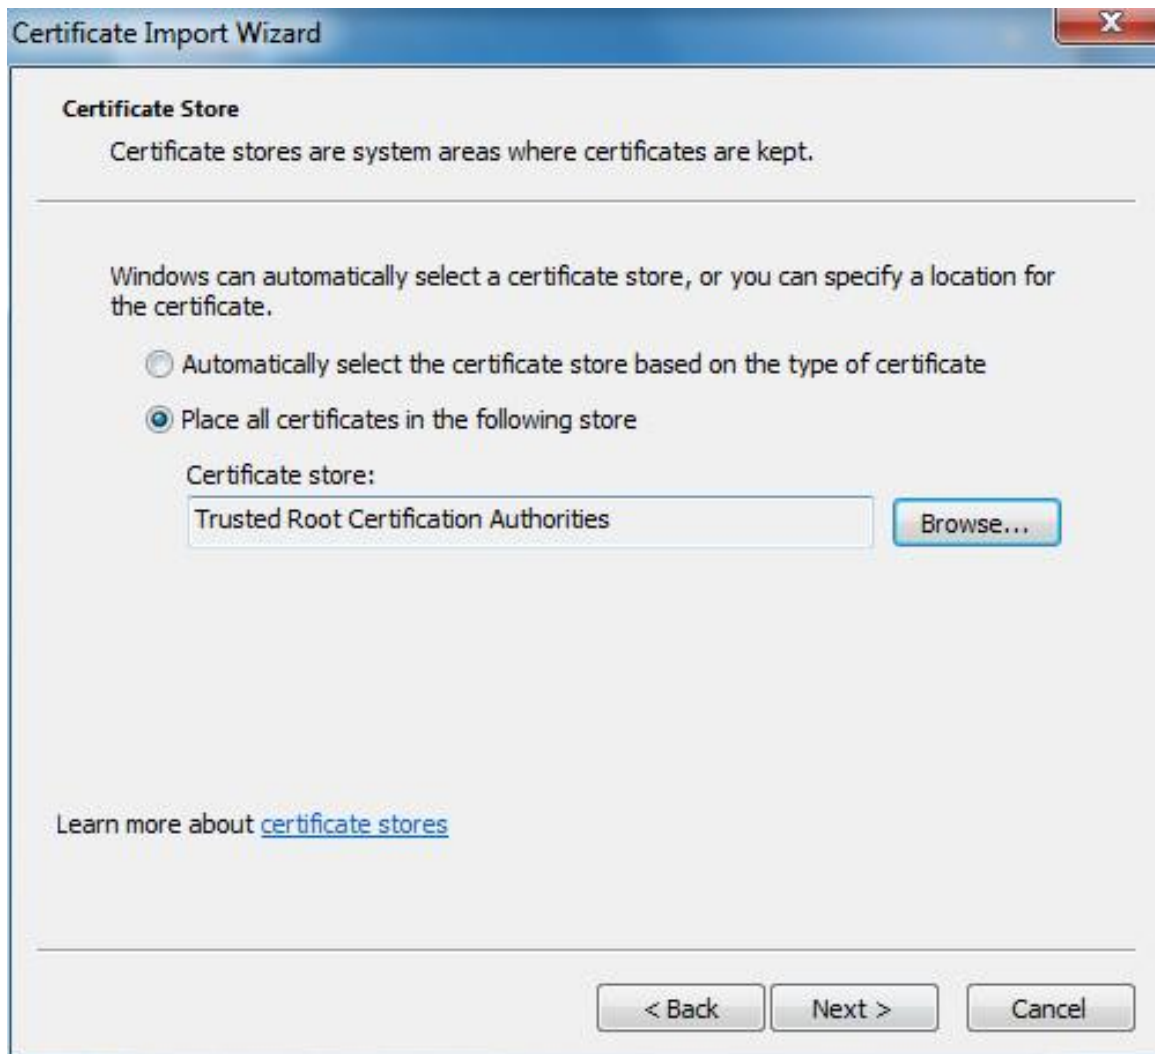 Certificate Import Wizard
Certificate Store
Certificate stores are system areas where certificates are kept.
Windows can automatically select a certificate store, or you can specify a location for
the certificate.
Automatically select the certificate store based on the type of certificate
Place all certificates in the following store
Certificate store:
Trusted Root Certification Authorities
Browse...
Learn more about certificate stores
< Back
Next >
Cancel